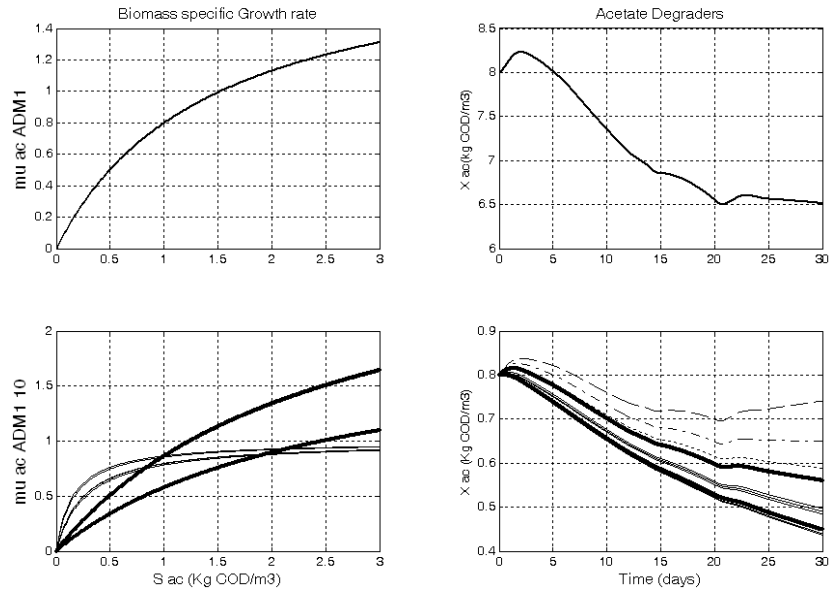 Biomass specific Growth rate
mu ac ADM1
1.4
1.2
1
0.8
0.6
0.4
0.2
0
0 0.5 1 1.5 2 2.5 3
Acetate Degraders
X ac(kg COD/m3)
8.5
8
7.5
7
6.5
6
0 5 10 15 20 25 30
mu ac ADM1 10
2
1.5
1
0.5
0
0 0.5 1 1.5 2 2.5 3
S ac (Kg COD/m3)
X ac (Kg COD/m3)
0.9
0.8
0.7
0.6
0.5
0.4
0 5 10 15 20 25 30
Time (days)